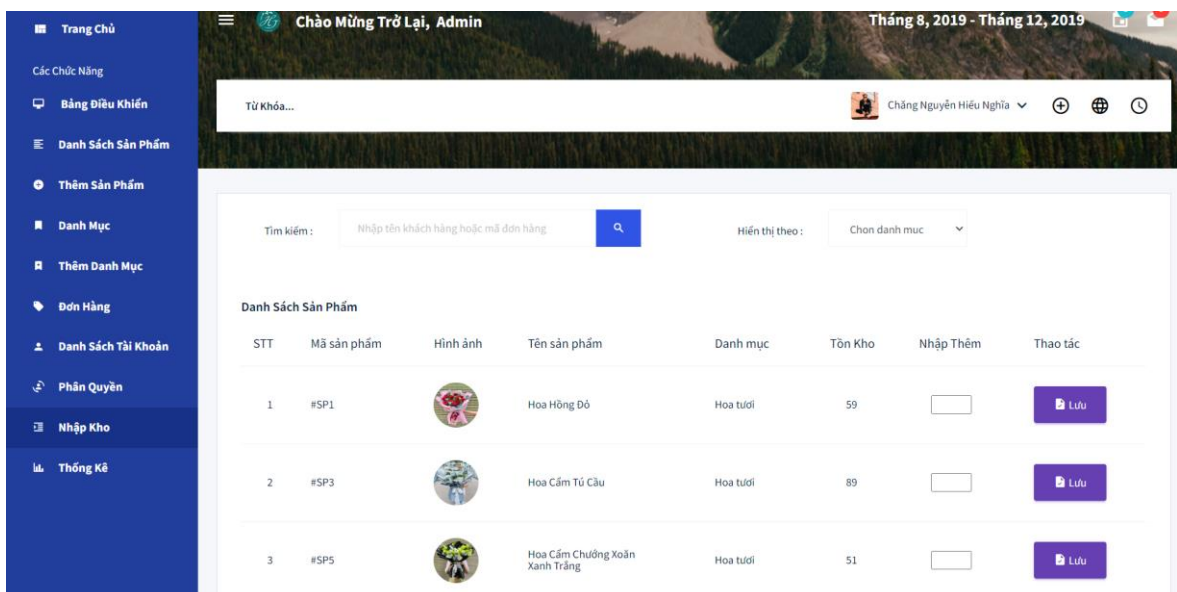 Trang Chủ
Các Chức Năng
Bảng Điều Khiển
Danh Sách Sản Phẩm
Thêm Sản Phẩm
Danh Mục
Thêm Danh Mục
Đơn Hàng
Danh Sách Tài Khoản
Phân Quyền
Nhập Kho
Thống Kê
Chào Mừng Trở Lại, Admin
Tháng 8, 2019 - Tháng 12, 2019
Từ Khóa...
Chăng Nguyễn Hiếu Nghĩa
Tìm kiếm :
Nhập tên khách hàng hoặc mã đơn hàng
Hiển thị theo :
Chon danh muc
Danh Sách Sản Phẩm
STT Mã sản phẩm Hình ảnh Tên sản phẩm Danh mục Tồn Kho Nhập Thêm Thao tác
1 #SP1 Hoa Hồng Đỏ Hoa tươi 59 Lưu
2 #SP3 Hoa Cẩm Tú Cầu Hoa tươi 89 Lưu
3 #SP5 Hoa Cẩm Chướng Xoăn
Xanh Trắng Hoa tươi 51 Lưu